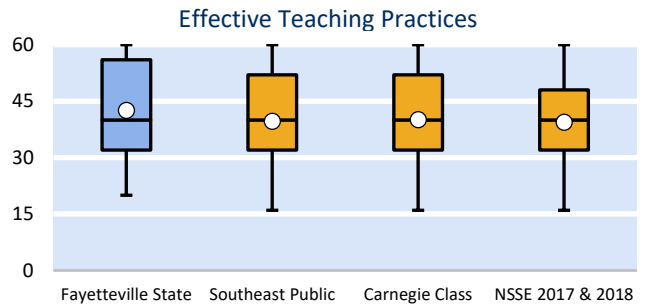 Effective Teaching Practices
60
45
30
15
0
Fayetteville State Southeast Public Carnegie Class NSSE 2017 & 2018